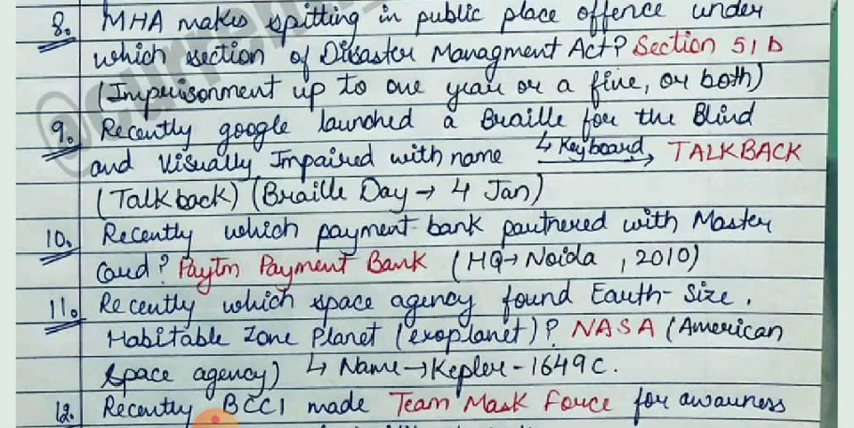 8. MHA makes spitting in public place offence under
which section of Disaster Managment Act? Section 51 b
(Imprisonment up to one year or a fine, or both)
9. Recently google launched a Braille for the Blind
and Visually Impaired with name ↳ Keyboard → TALKBACK
(Talkback) (Braille Day → 4 Jan)
10. Recently which payment bank partnered with Master
Card? Paytm Payment Bank (HQ→ Noida , 2010)
11. Recently which space agency found Earth-Size,
Habitable Zone Planet (exoplanet)? NASA (American
Space agency) ↳ Name→Kepler-1649C.
12. Recently BCCI made Team Mask Force for awarness